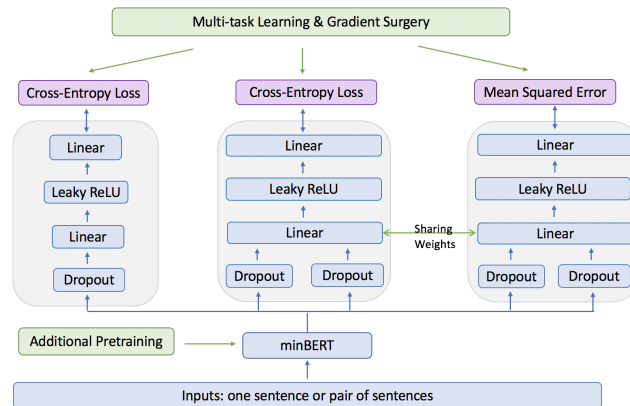 Multi-task Learning & Gradient Surgery
Cross-Entropy Loss
Cross-Entropy Loss
Mean Squared Error
Linear
Leaky ReLU
Linear
Dropout
Linear
Leaky ReLU
Linear
Dropout
Dropout
Sharing
Weights
Linear
Leaky ReLU
Linear
Dropout
Dropout
Additional Pretraining
minBERT
Inputs: one sentence or pair of sentences